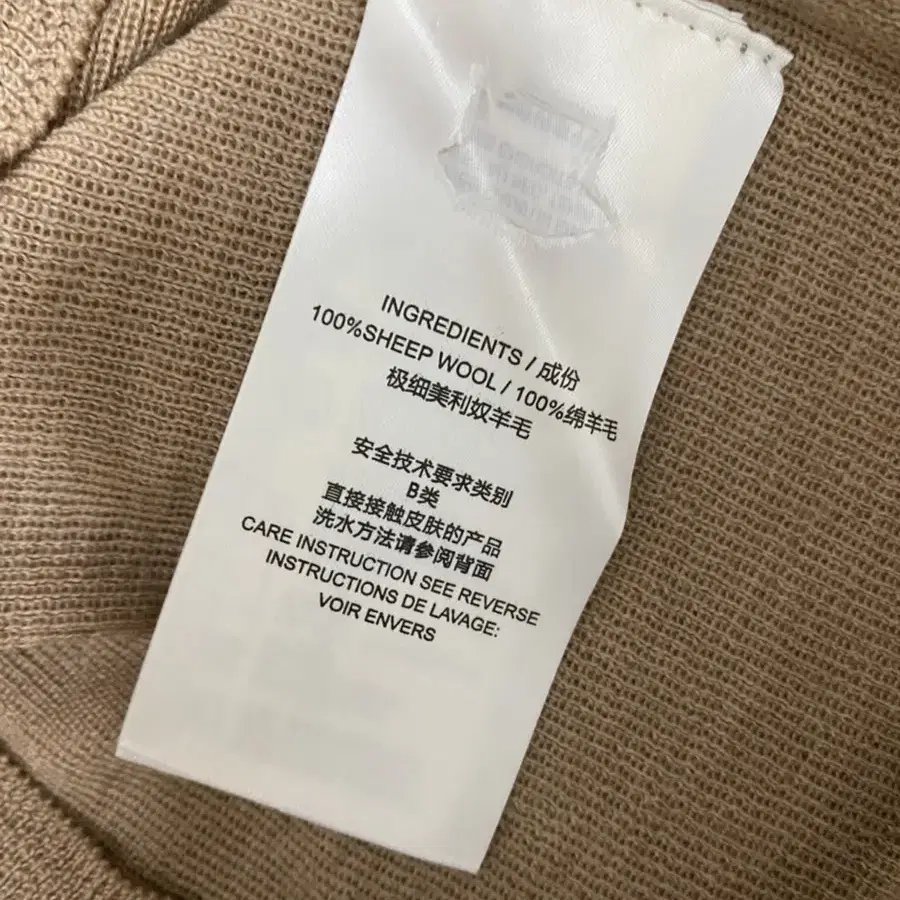 INGREDIENTS / 成份
100%SHEEP WOOL / 100%绵羊毛
极细美利奴羊毛
安全技术要求类别
B类
直接接触皮肤的产品
洗水方法请参阅背面
CARE INSTRUCTION SEE REVERSE
INSTRUCTIONS DE LAVAGE:
VOIR ENVERS